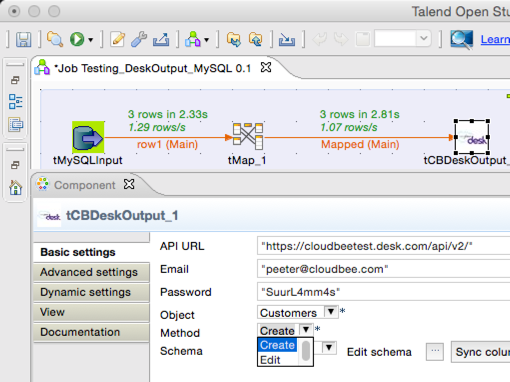 Talend Open Stu
Learn
*Job Testing_DeskOutput_MySQL 0.1
3 rows in 2.33s
1.29 rows/s
row1 (Main)
3 rows in 2.81s
1.07 rows/s
Mapped (Main)
desk
tMySQLInput
tMap_1
tCBDeskOutput_
Component
desk
tCBDeskOutput_1
Basic settings
Advanced settings
Dynamic settings
View
Documentation
API URL
"https://cloudbeetest.desk.com/api/v2/"
Email
"peeter@cloudbee.com"
Password
"SuurL4mm4s"
Object
Customers
*
Method
Create
*
Create
Edit
Schema
Edit schema
...
Sync colum